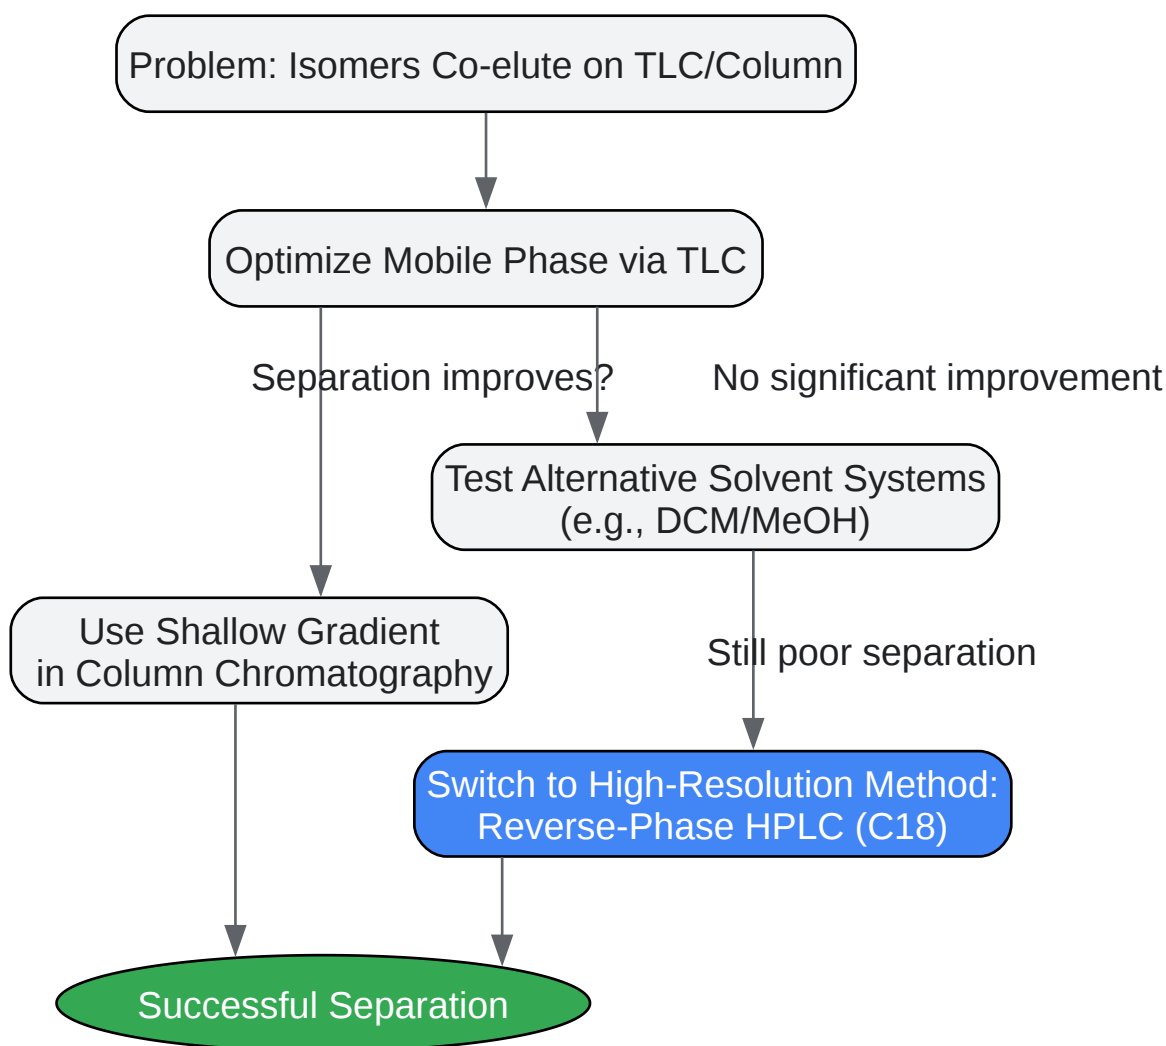 Problem: Isomers Co-elute on TLC/Column
Optimize Mobile Phase via TLC
Separation improves?
No significant improvement
Test Alternative Solvent Systems
(e.g., DCM/MeOH)
Use Shallow Gradient
in Column Chromatography
Still poor separation
Switch to High-Resolution Method:
Reverse-Phase HPLC (C18)
Successful Separation